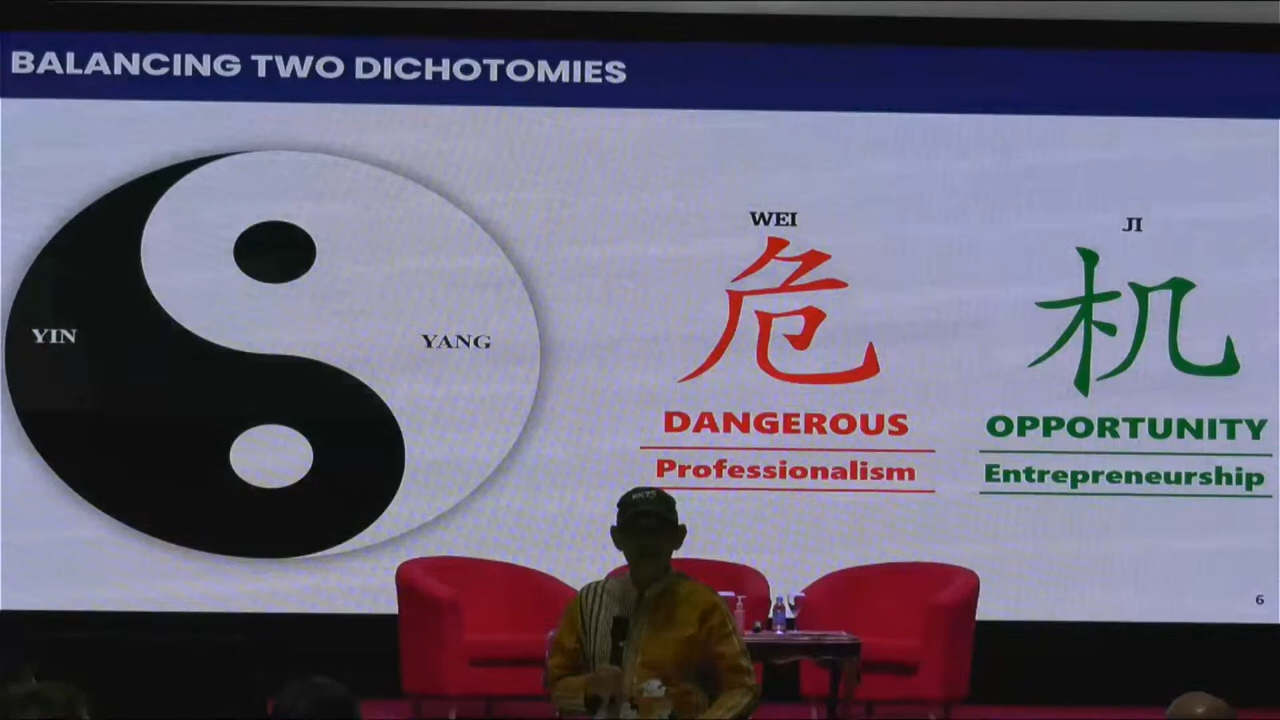 BALANCING TWO DICHOTOMIES
YIN
YANG
WEI
危
DANGEROUS
Professionalism
JI
机
OPPORTUNITY
Entrepreneurship
6